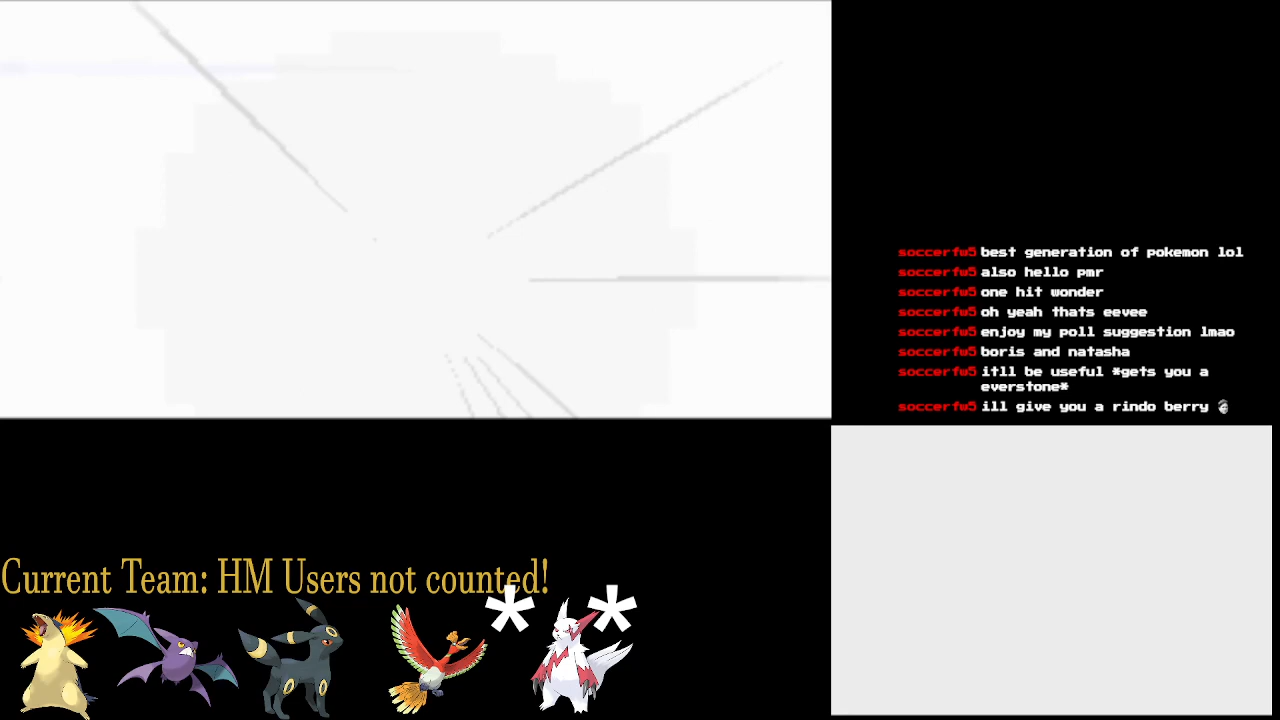 soccerfw5 best generation of pokemon lol
soccerfw5 also hello pmr
soccerfw5 one hit wonder
soccerfw5 oh yeah thats eevee
soccerfw5 enjoy my poll suggestion lmao
soccerfw5 boris and natasha
soccerfw5 itll be useful *gets you a
everstone*
soccerfw5 ill give you a rindo berry
Current Team: HM Users not counted!
* *